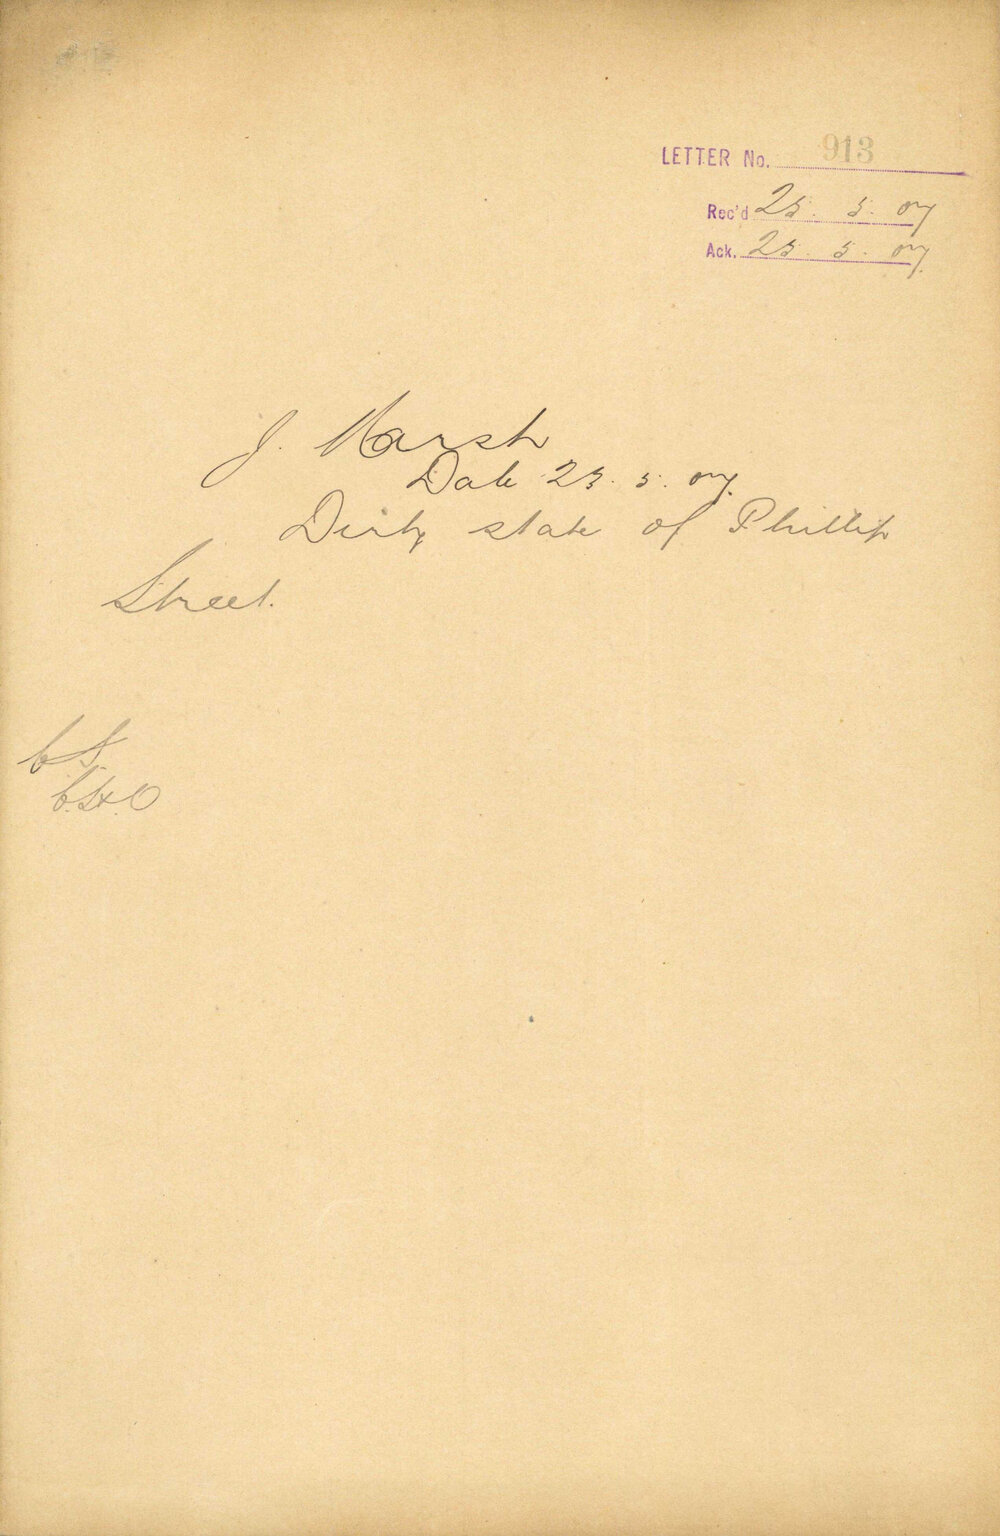 LETTER No. 913
Rec'd 25. 5. 07
Ack. 25. 5. 07.
J. Marsh
Date 23. 5. 07.
Dirty state of Phillip
Street.
C.S.
C.H.O